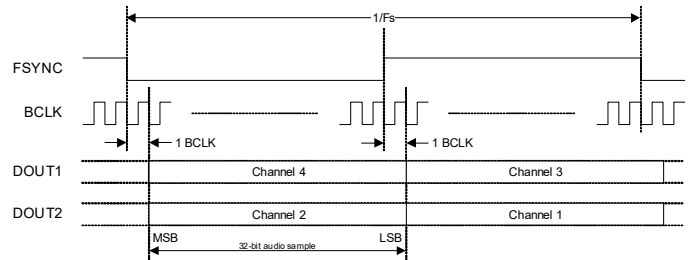 1/Fs
FSYNC
BCLK
1 BCLK 1 BCLK
DOUT1 Channel 4 Channel 3
DOUT2 Channel 2 Channel 1
MSB LSB
32-bit audio sample